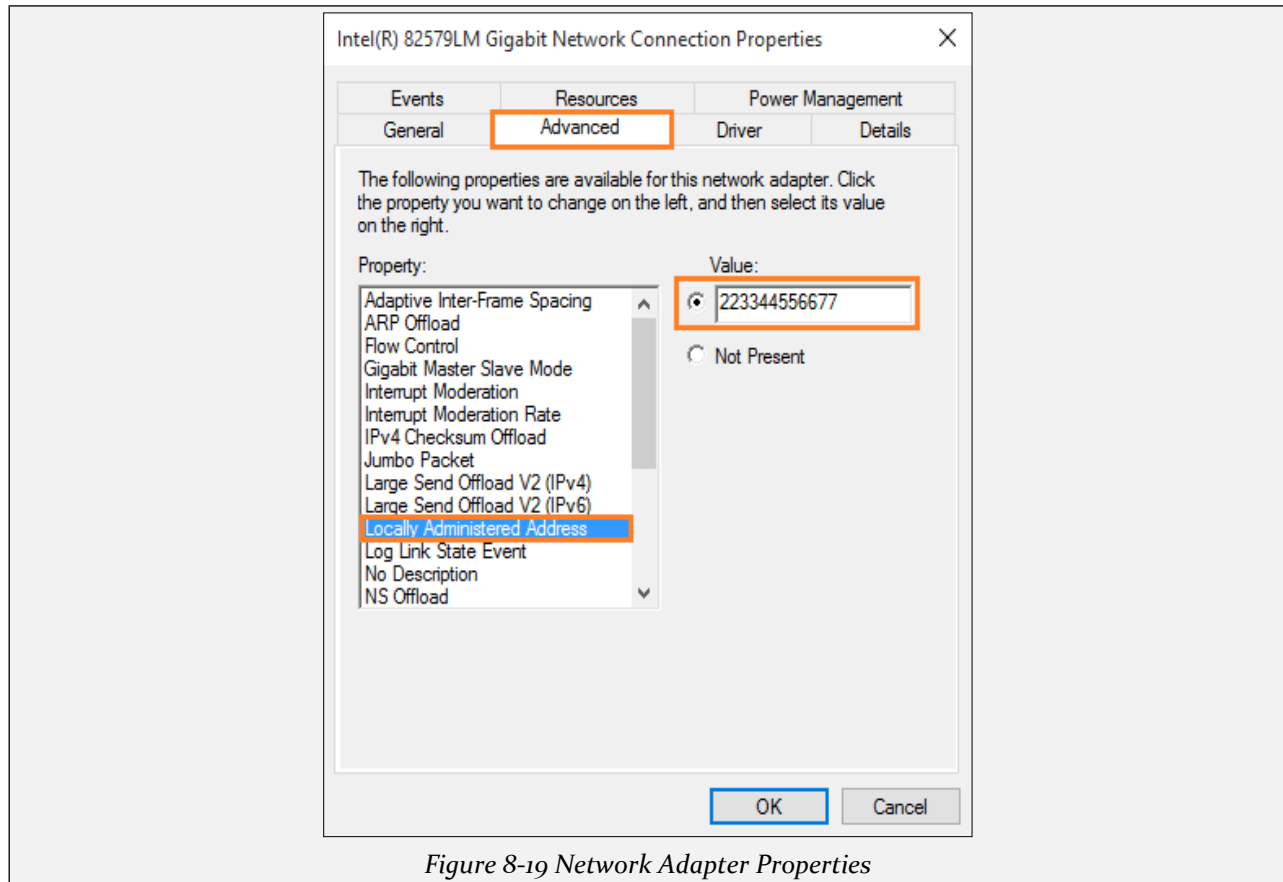 Intel(R) 82579LM Gigabit Network Connection Properties
Events Resources Power Management
General Advanced Driver Details
The following properties are available for this network adapter. Click
the property you want to change on the left, and then select its value
on the right.
Property:
Value:
Adaptive Inter-Frame Spacing
ARP Offload
Flow Control
Gigabit Master Slave Mode
Interrupt Moderation
Interrupt Moderation Rate
IPv4 Checksum Offload
Jumbo Packet
Large Send Offload V2 (IPv4)
Large Send Offload V2 (IPv6)
Locally Administered Address
Log Link State Event
No Description
NS Offload
223344556677
Not Present
OK Cancel
Figure 8-19 Network Adapter Properties